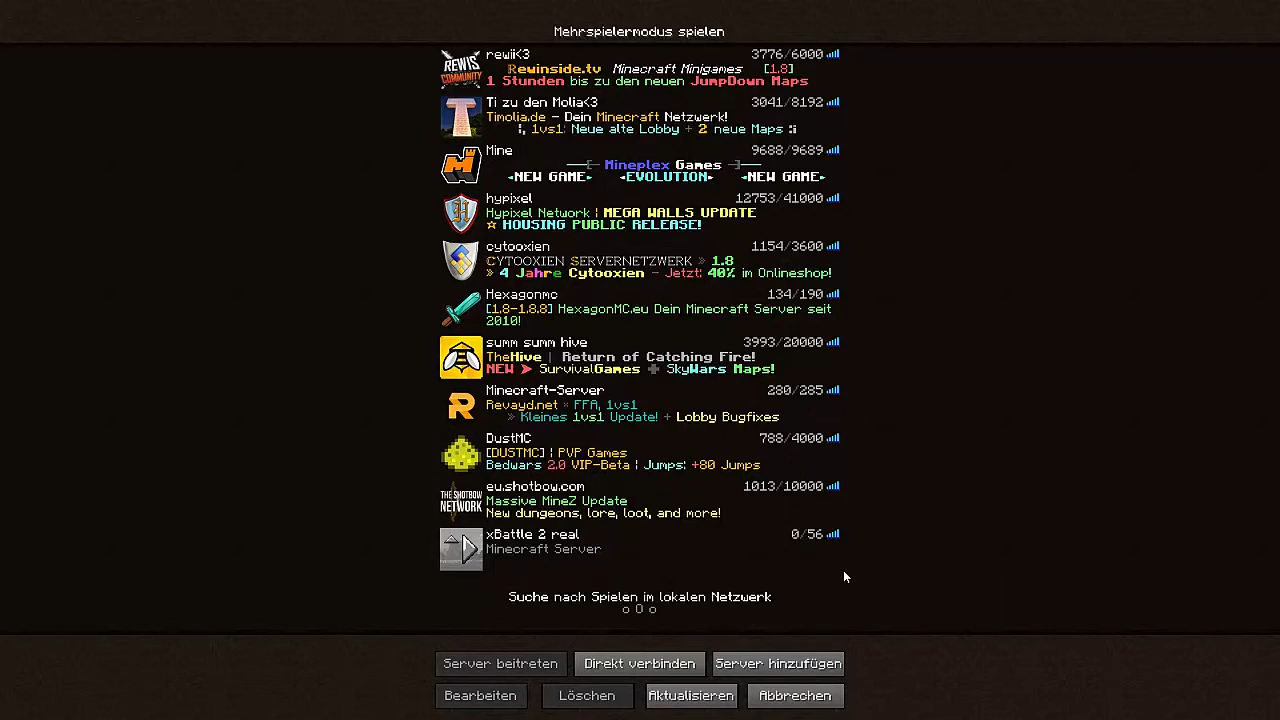 Mehrspielermodus spielen
rewi<3 3776/6000
REWIS COMMUNITY
Rewinside.tv Minecraft Minigames [1.8]
1 Stunden bis zu den neuen JumpDown Maps
Ti zu den Molia<3 3041/8192
Timolia.de - Dein Minecraft Netzwerk!
1vs1: Neue alte Lobby + 2 neue Maps
Mine 9688/9689
Mineplex Games
◄NEW GAME► ◄EVOLUTION► ◄NEW GAME►
hypixel 12753/41000
Hypixel Network ¦ MEGA WALLS UPDATE
☆ HOUSING PUBLIC RELEASE!
cytooxien 1154/3600
CYTOOXIEN SERVERNETZWERK » 1.8
» 4 Jahre Cytooxien - Jetzt: 40% im Onlineshop!
Hexagonmc 134/190
[1.8-1.8.8] HexagonMC.eu Dein Minecraft Server seit
2010!
summ summ hive 3993/20000
TheHive | Return of Catching Fire!
NEW ➤ SurvivalGames ✚ SkyWars Maps!
Minecraft-Server 280/285
Revayd.net × FFA, 1vs1
» Kleines 1vs1 Update! + Lobby Bugfixes
DustMC 788/4000
[DUSTMC] ¦ PVP Games
Bedwars 2.0 VIP-Beta ¦ Jumps: +80 Jumps
eu.shotbow.com 1013/10000
THE SHOTBOW NETWORK
Massive MineZ Update
New dungeons, lore, loot, and more!
xBattle 2 real 0/56
Minecraft Server
Suche nach Spielen im lokalen Netzwerk
o O o
Server beitreten Direkt verbinden Server hinzufügen
Bearbeiten Löschen Aktualisieren Abbrechen